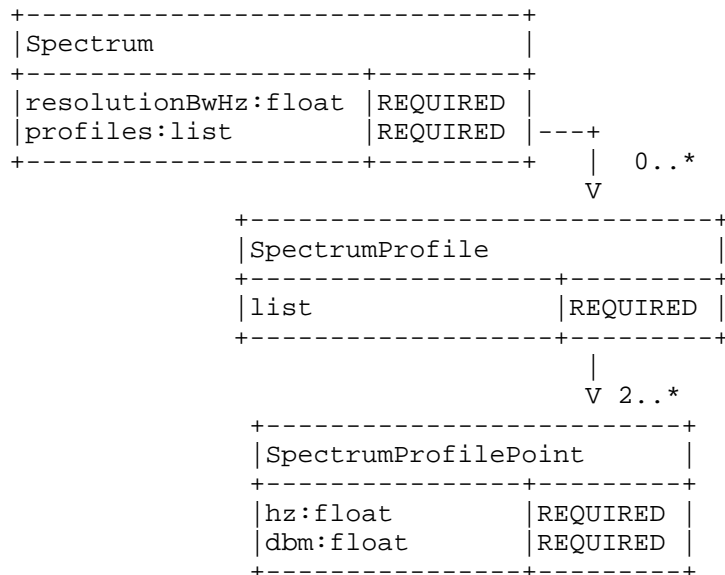 +-------------------------------+
|Spectrum                       |
+---------------------+---------+
|resolutionBwHz:float |REQUIRED |
|profiles:list        |REQUIRED |---+
+---------------------+---------+   |  0..*
                                    V
              +-----------------------------+
              |SpectrumProfile              |
              +-------------------+---------+
              |list               |REQUIRED |
              +-------------------+---------+
                                    |
                                    V 2..*
               +--------------------------+
               |SpectrumProfilePoint      |
               +----------------+---------+
               |hz:float        |REQUIRED |
               |dbm:float       |REQUIRED |
               +----------------+---------+